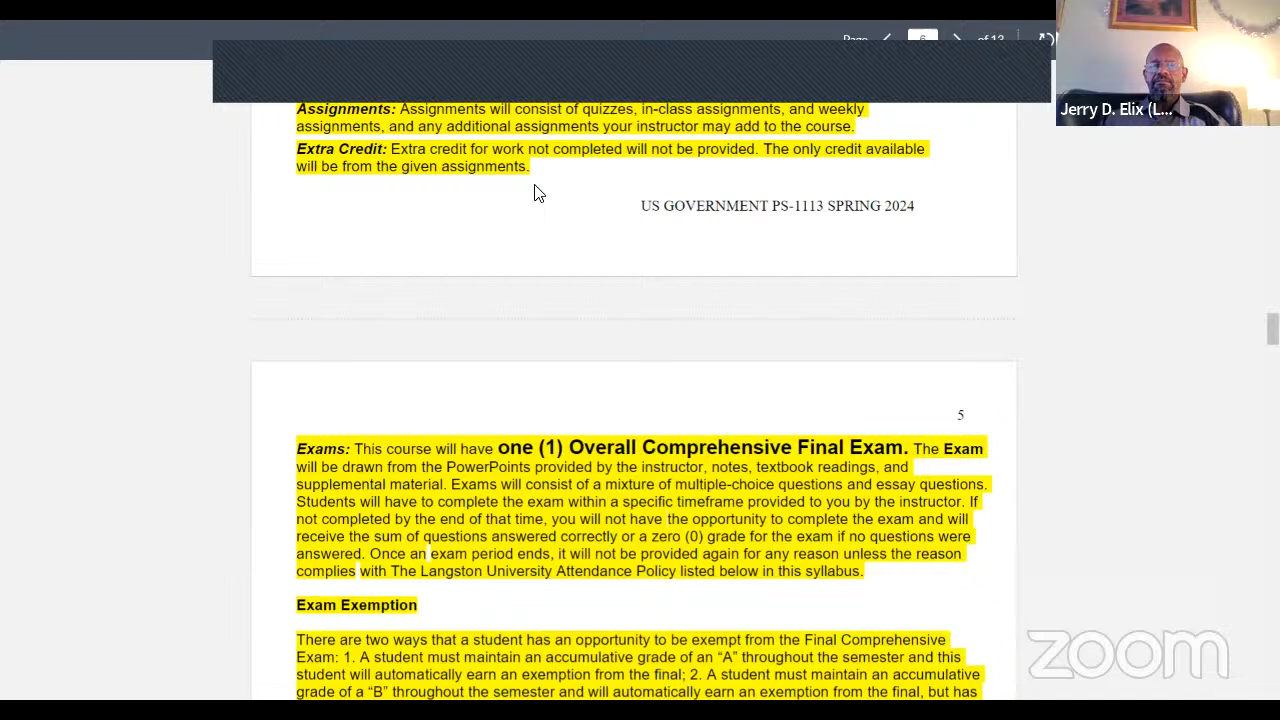 Page 6 of 13
Jerry D. Elix (L...
Assignments: Assignments will consist of quizzes, in-class assignments, and weekly
assignments, and any additional assignments your instructor may add to the course.
Extra Credit: Extra credit for work not completed will not be provided. The only credit available
will be from the given assignments.
US GOVERNMENT PS-1113 SPRING 2024
5
Exams: This course will have one (1) Overall Comprehensive Final Exam. The Exam
will be drawn from the PowerPoints provided by the instructor, notes, textbook readings, and
supplemental material. Exams will consist of a mixture of multiple-choice questions and essay questions.
Students will have to complete the exam within a specific timeframe provided to you by the instructor. If
not completed by the end of that time, you will not have the opportunity to complete the exam and will
receive the sum of questions answered correctly or a zero (0) grade for the exam if no questions were
answered. Once an exam period ends, it will not be provided again for any reason unless the reason
complies with The Langston University Attendance Policy listed below in this syllabus.
Exam Exemption
There are two ways that a student has an opportunity to be exempt from the Final Comprehensive
Exam: 1. A student must maintain an accumulative grade of an “A” throughout the semester and this
student will automatically earn an exemption from the final; 2. A student must maintain an accumulative
grade of a “B” throughout the semester and will automatically earn an exemption from the final, but has
zoom